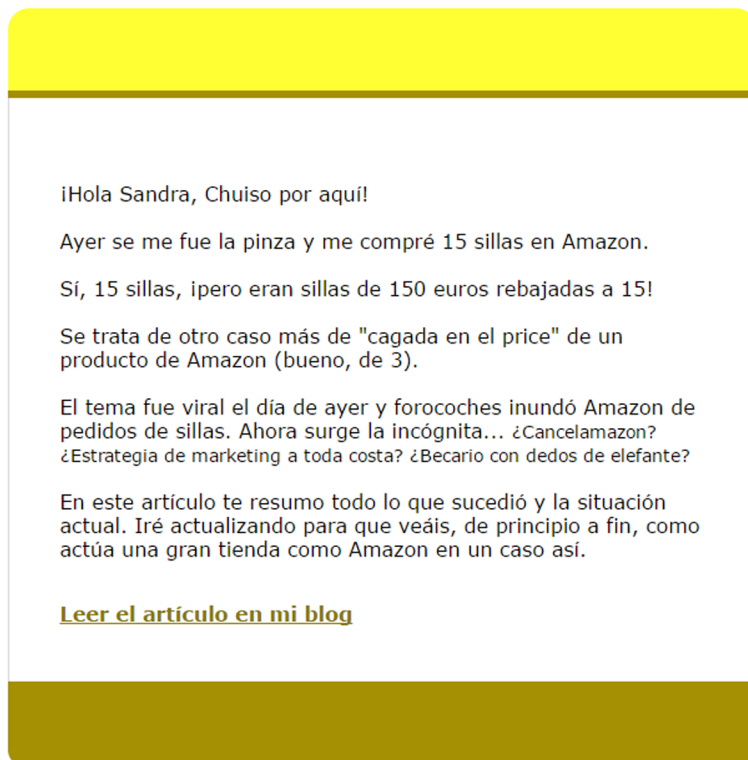 ¡Hola Sandra, Chuiso por aquí!
Ayer se me fue la pinza y me compré 15 sillas en Amazon.
Sí, 15 sillas, ¡pero eran sillas de 150 euros rebajadas a 15!
Se trata de otro caso más de "cagada en el price" de un
producto de Amazon (bueno, de 3).
El tema fue viral el día de ayer y forocoches inundó Amazon de
pedidos de sillas. Ahora surge la incógnita... ¿Cancelamazon?
¿Estrategia de marketing a toda costa? ¿Becario con dedos de elefante?
En este artículo te resumo todo lo que sucedió y la situación
actual. Iré actualizando para que veáis, de principio a fin, como
actúa una gran tienda como Amazon en un caso así.
Leer el artículo en mi blog